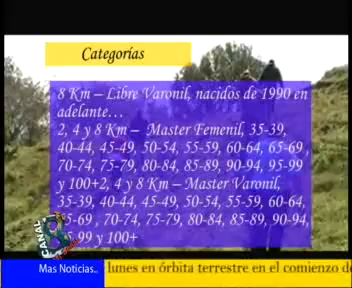 Categorías
8 Km – Libre Varonil, nacidos de 1990 en
adelante…
2, 4 y 8 Km – Master Femenil, 35-39,
40-44, 45-49, 50-54, 55-59, 60-64, 65-69,
70-74, 75-79, 80-84, 85-89, 90-94, 95-99
y 100+2, 4 y 8 Km – Master Varonil,
35-39, 40-44, 45-49, 50-54, 55-59, 60-64,
65-69, 70-74, 75-79, 80-84, 85-89, 90-94,
95-99 y 100+
CANAL 8
Mas Noticias.. lunes en órbita terrestre en el comienzo d